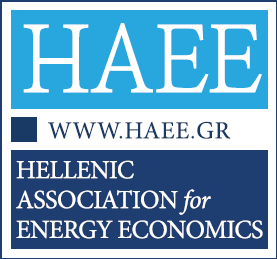 HAEE
WWW.HAEE.GR
HELLENIC
ASSOCIATION for
ENERGY ECONOMICS